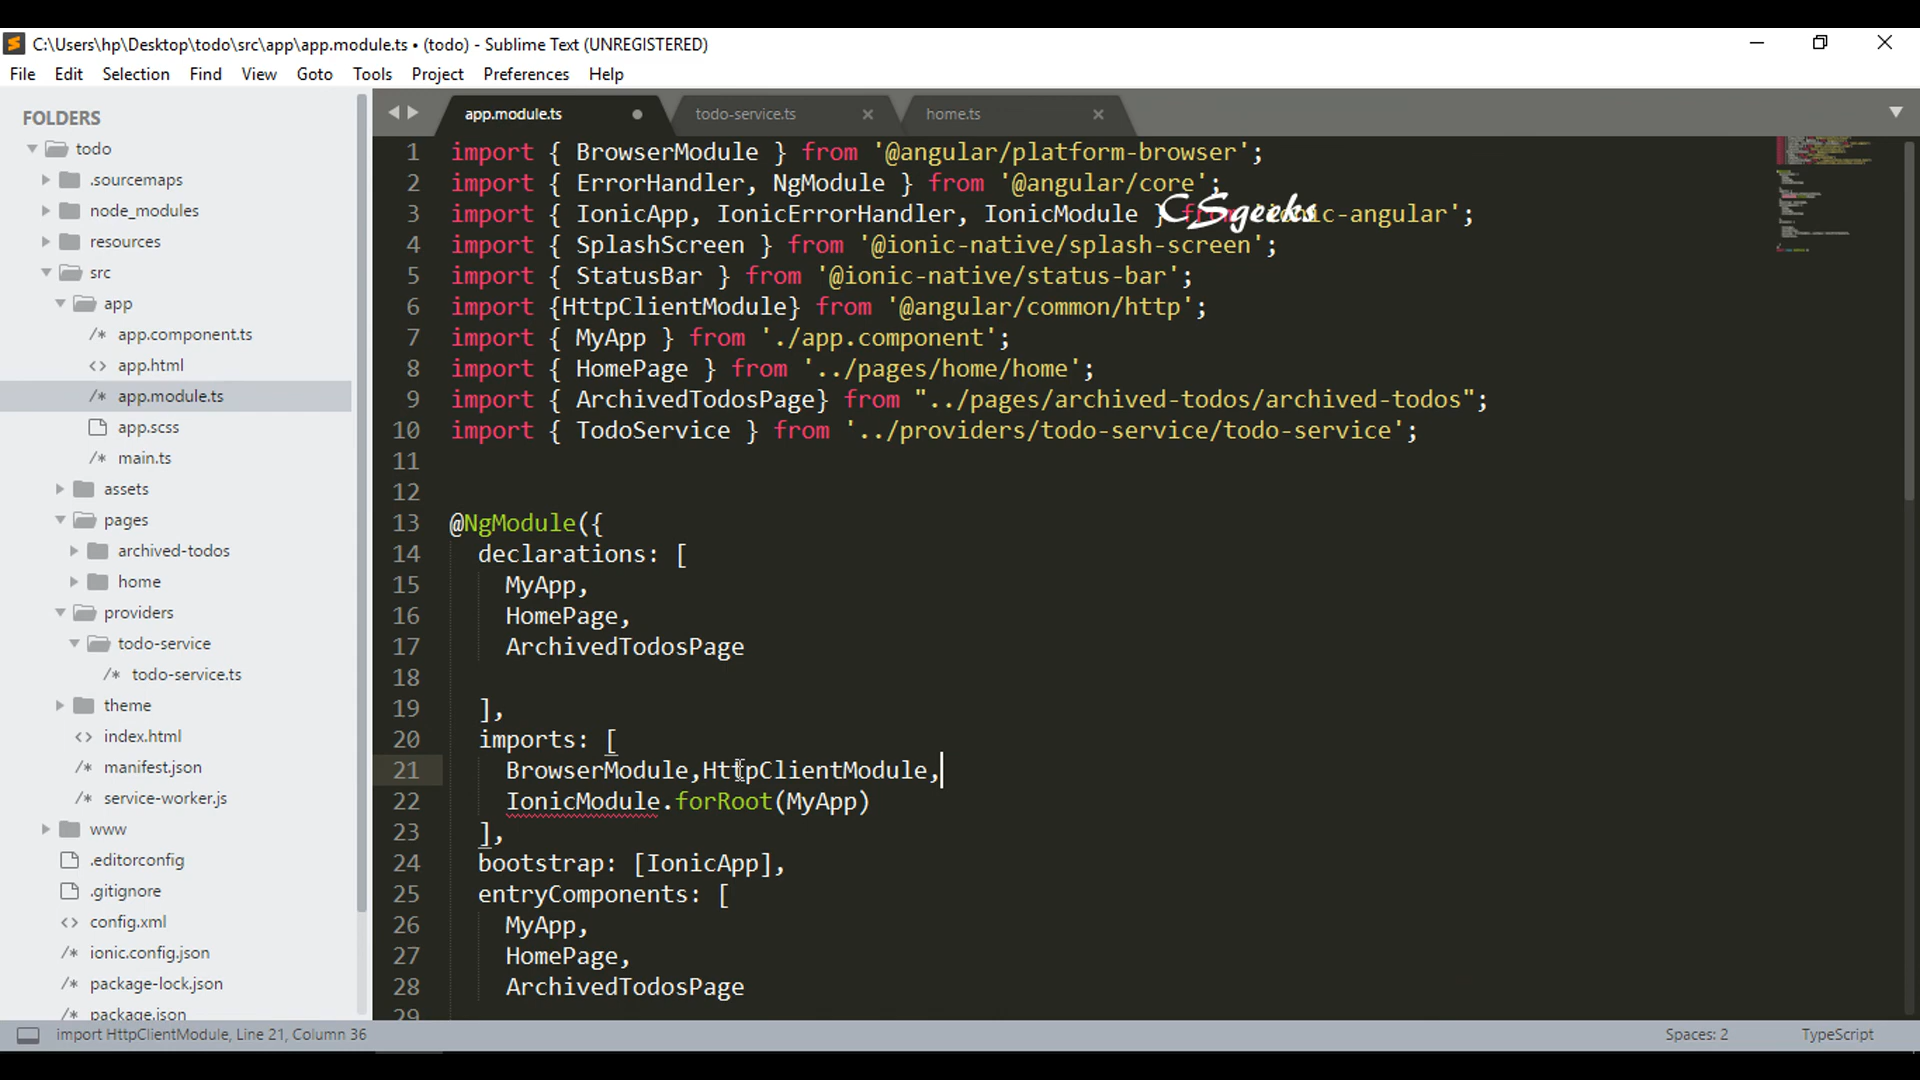 C:\Users\hp\Desktop\todo\src\app\app.module.ts • (todo) - Sublime Text (UNREGISTERED)
File Edit Selection Find View Goto Tools Project Preferences Help
FOLDERS
todo
.sourcemaps
node_modules
resources
src
app
app.component.ts
app.html
app.module.ts
app.scss
main.ts
assets
pages
archived-todos
home
providers
todo-service
todo-service.ts
theme
index.html
manifest.json
service-worker.js
www
.editorconfig
.gitignore
config.xml
ionic.config.json
package-lock.json
package.json
app.module.ts todo-service.ts home.ts
1 import { BrowserModule } from '@angular/platform-browser';
2 import { ErrorHandler, NgModule } from '@angular/core';
3 import { IonicApp, IonicErrorHandler, IonicModule } from 'ionic-angular';
CSgeeks
4 import { SplashScreen } from '@ionic-native/splash-screen';
5 import { StatusBar } from '@ionic-native/status-bar';
6 import {HttpClientModule} from '@angular/common/http';
7 import { MyApp } from './app.component';
8 import { HomePage } from '../pages/home/home';
9 import { ArchivedTodosPage} from "../pages/archived-todos/archived-todos";
10 import { TodoService } from '../providers/todo-service/todo-service';
11
12
13 @NgModule({
14 declarations: [
15 MyApp,
16 HomePage,
17 ArchivedTodosPage
18
19 ],
20 imports: [
21 BrowserModule,HttpClientModule,
22 IonicModule.forRoot(MyApp)
23 ],
24 bootstrap: [IonicApp],
25 entryComponents: [
26 MyApp,
27 HomePage,
28 ArchivedTodosPage
29
import HttpClientModule, Line 21, Column 36
Spaces: 2 TypeScript